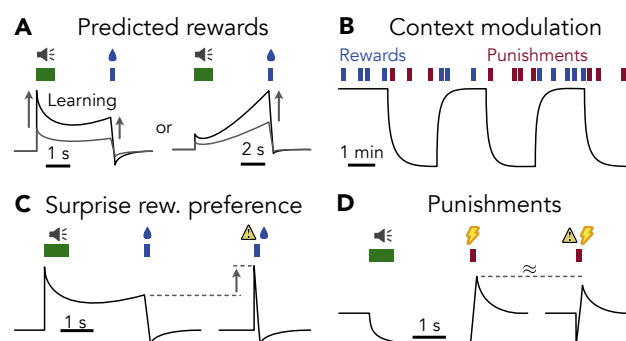 A Predicted rewards
Learning
or
1 s
2 s
B Context modulation
Rewards
Punishments
1 min
C Surprise rew. preference
1 s
D Punishments
≈
1 s